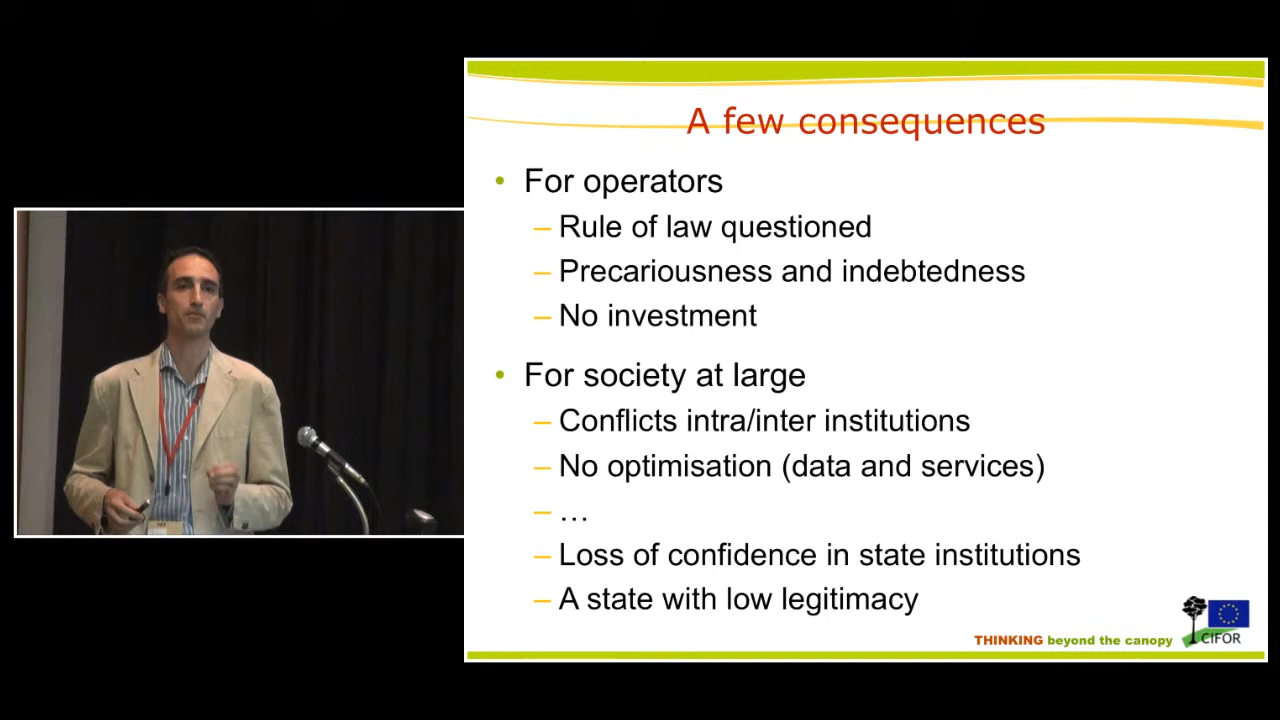 A few consequences
• For operators
– Rule of law questioned
– Precariousness and indebtedness
– No investment
• For society at large
– Conflicts intra/inter institutions
– No optimisation (data and services)
– …
– Loss of confidence in state institutions
– A state with low legitimacy
THINKING beyond the canopy
CIFOR